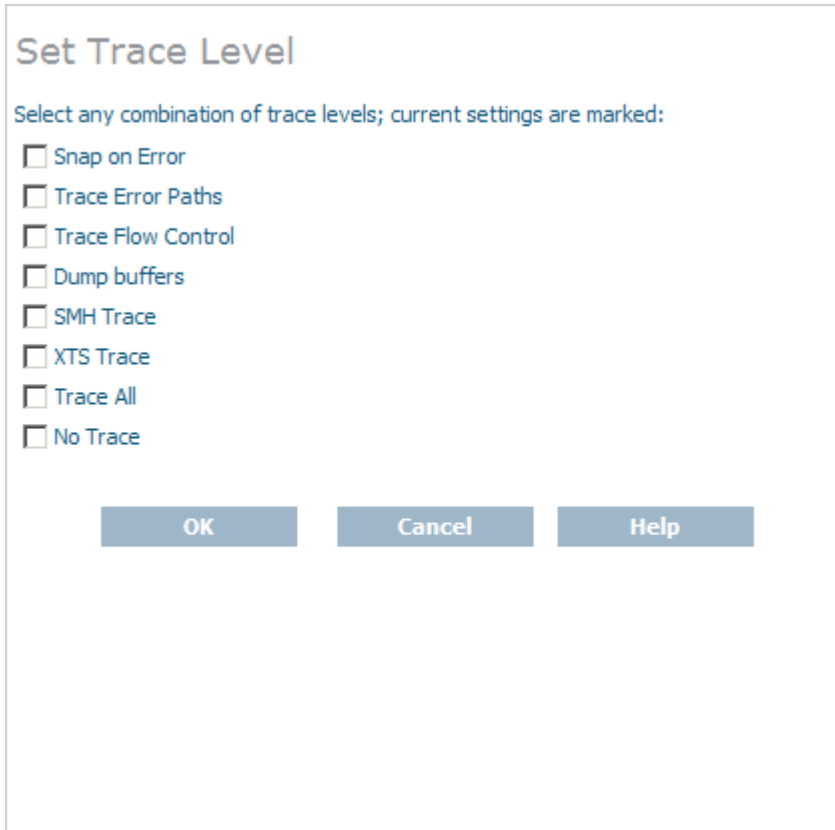 Set Trace Level
Select any combination of trace levels; current settings are marked:
Snap on Error
Trace Error Paths
Trace Flow Control
Dump buffers
SMH Trace
XTS Trace
Trace All
No Trace
OK Cancel Help